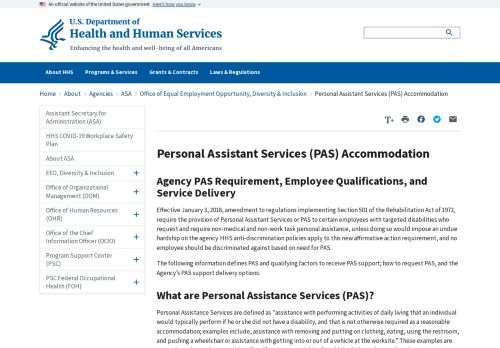 An official website of the United States government Here's how you know
U.S. Department of
Health and Human Services
Enhancing the health and well-being of all Americans
About HHS Programs & Services Grants & Contracts Laws & Regulations
Home › About › Agencies › ASA › Office of Equal Employment Opportunity, Diversity & Inclusion › Personal Assistant Services (PAS) Accommodation
Assistant Secretary for
Administration (ASA)
HHS COVID-19 Workplace Safety
Plan
About ASA
EEO, Diversity & Inclusion +
Office of Organizational
Management (OOM) +
Office of Human Resources
(OHR) +
Office of the Chief
Information Officer (OCIO) +
Program Support Center
(PSC) +
PSC Federal Occupational
Health (FOH) +
T+
Personal Assistant Services (PAS) Accommodation
Agency PAS Requirement, Employee Qualifications, and
Service Delivery
Effective January 3, 2018, amendment to regulations implementing Section 501 of the Rehabilitation Act of 1973,
require the provision of Personal Assistant Services or PAS to certain employees with targeted disabilities who
request and require non-medical and non-work task personal assistance, unless doing so would impose an undue
hardship on the agency. HHS anti-discrimination policies apply to this new affirmative action requirement, and no
employee should be discriminated against based on need for PAS.
The following information defines PAS and qualifying factors to receive PAS support; how to request PAS, and the
Agency's PAS support delivery options:
What are Personal Assistance Services (PAS)?
Personal Assistance Services are defined as "assistance with performing activities of daily living that an individual
would typically perform if he or she did not have a disability, and that is not otherwise required as a reasonable
accommodation; examples include, assistance with removing and putting on clothing, eating, using the restroom,
and pushing a wheelchair or assistance with getting into or out of a vehicle at the worksite." These examples are